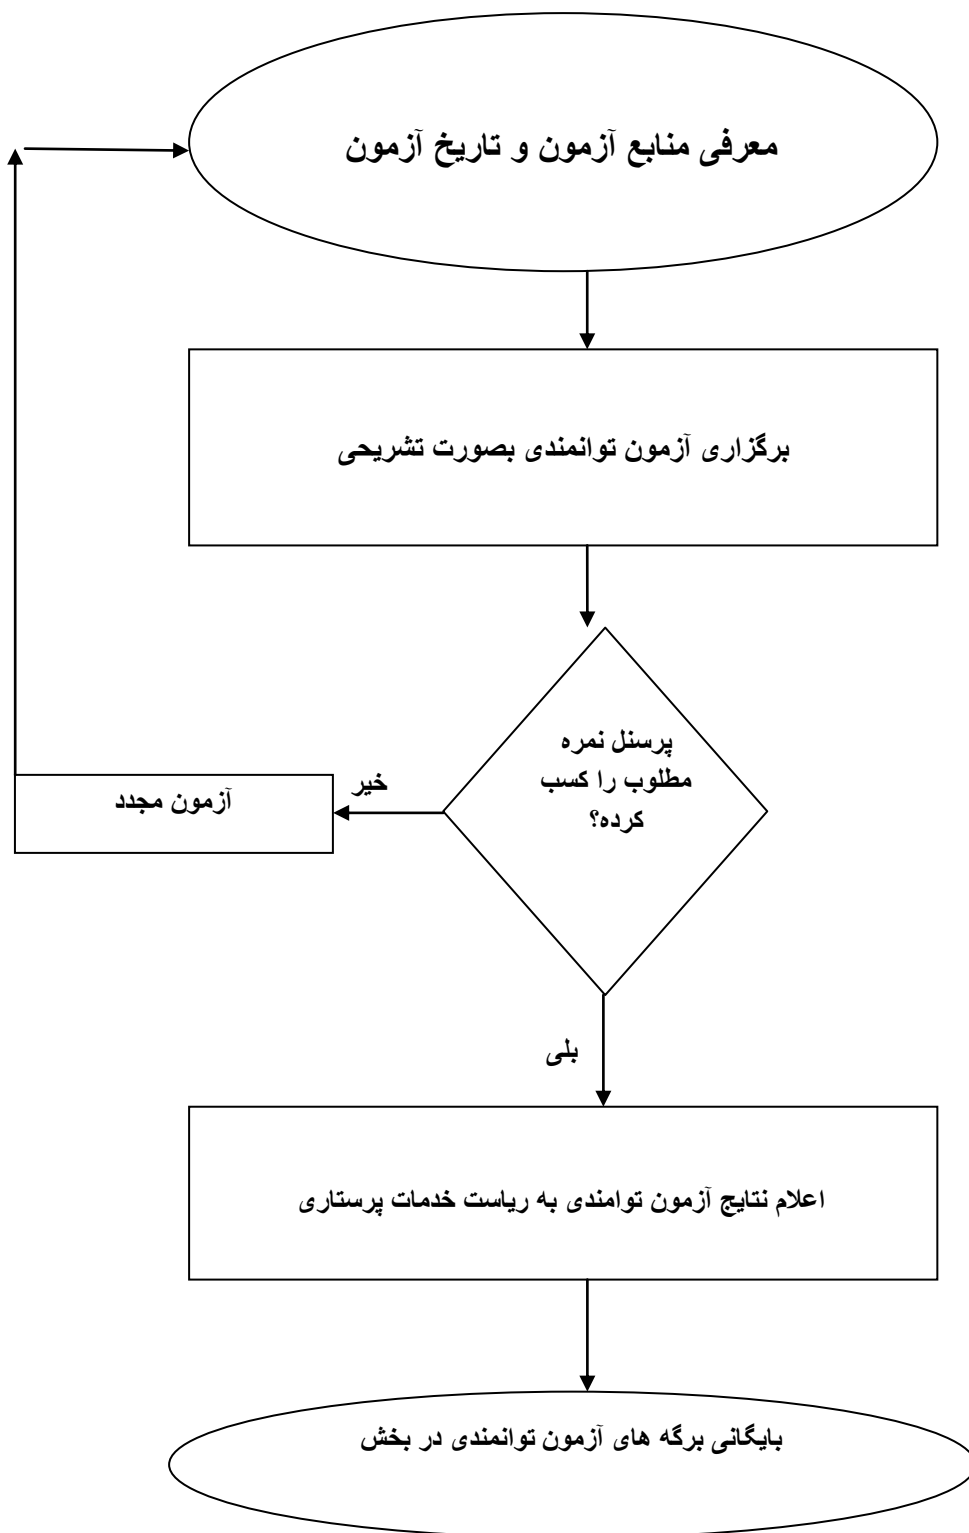 معرفی منابع آزمون و تاریخ آزمون
برگزاری آزمون توانمندی بصورت تشریحی
پرسنل نمره
مطلوب را کسب
کرده؟
خیر
آزمون مجدد
بلی
اعلام نتایج آزمون توامندی به ریاست خدمات پرستاری
بایگانی برگه های آزمون توانمندی در بخش